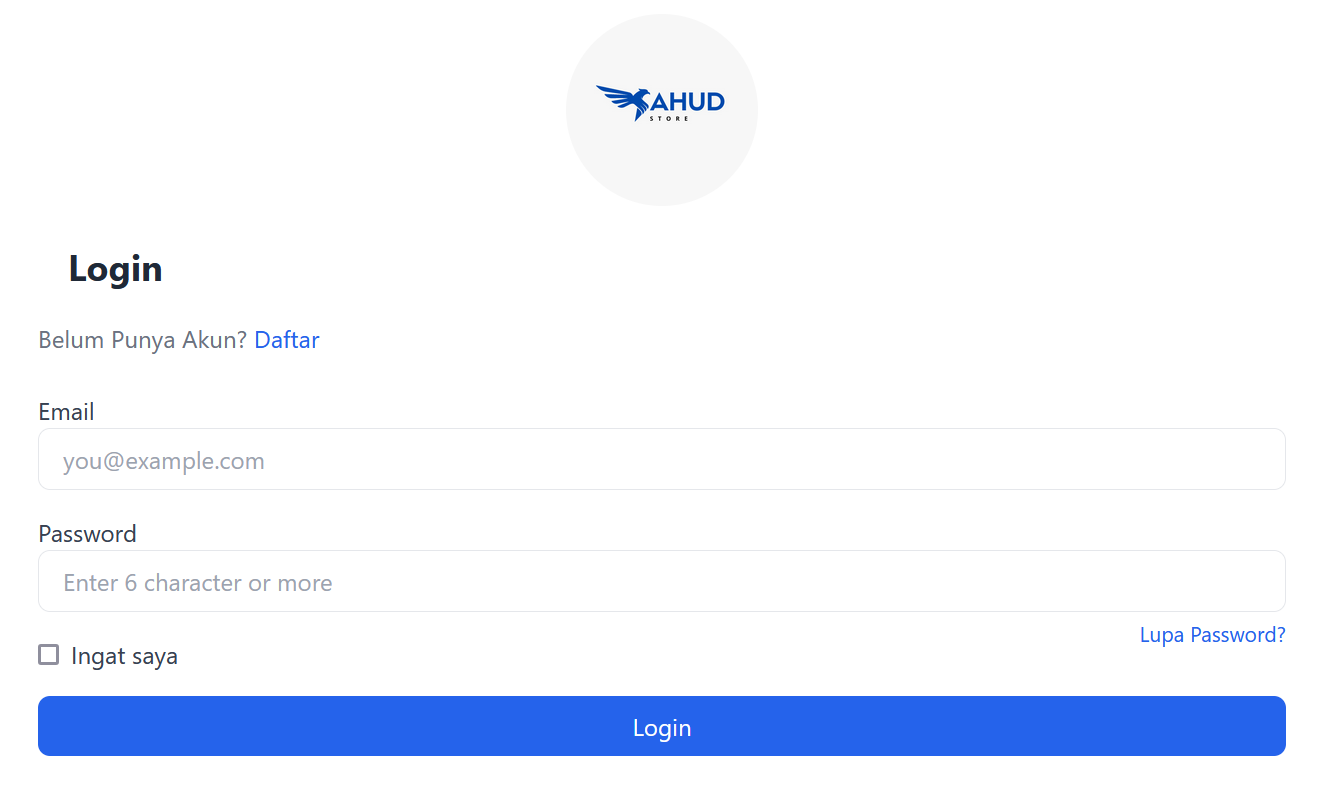 AHUD
STORE
Login
Belum Punya Akun? Daftar
Email
you@example.com
Password
Enter 6 character or more
Lupa Password?
Ingat saya
Login